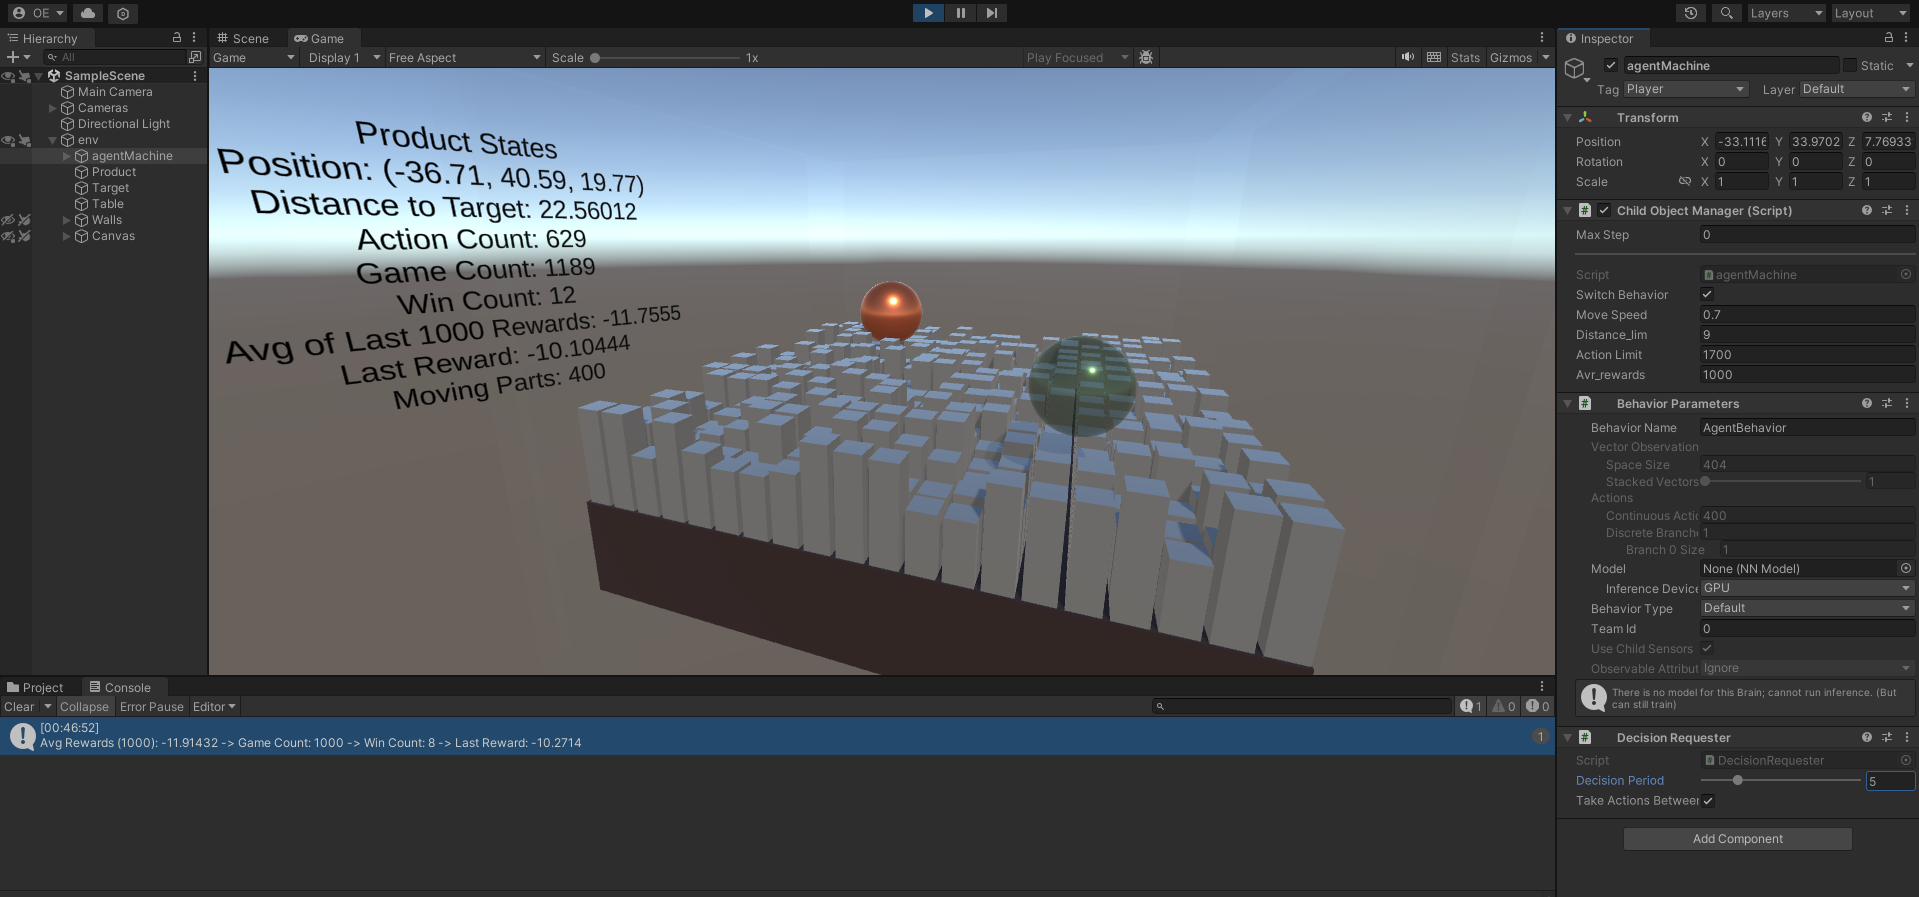 OE
Layers
Layout
Hierarchy
All
SampleScene
Main Camera
Cameras
Directional Light
env
agentMachine
Product
Target
Table
Walls
Canvas
Scene
Game
Game
Display 1
Free Aspect
Scale
1x
Play Focused
Stats
Gizmos
Product States
Position: (-36.71, 40.59, 19.77)
Distance to Target: 22.56012
Action Count: 629
Game Count: 1189
Win Count: 12
Avg of Last 1000 Rewards: -11.7555
Last Reward: -10.10444
Moving Parts: 400
Project
Console
Clear
Collapse
Error Pause
Editor
1
0
0
[00:46:52]
Avg Rewards (1000): -11.91432 -> Game Count: 1000 -> Win Count: 8 -> Last Reward: -10.2714
1
Inspector
agentMachine
Static
Tag Player
Layer Default
Transform
Position X -33.1116 Y 33.9702 Z 7.76933
Rotation X 0 Y 0 Z 0
Scale X 1 Y 1 Z 1
# Child Object Manager (Script)
Max Step 0
Script agentMachine
Switch Behavior
Move Speed 0.7
Distance_lim 9
Action Limit 1700
Avr_rewards 1000
# Behavior Parameters
Behavior Name AgentBehavior
Vector Observation
Space Size 404
Stacked Vectors 1
Actions
Continuous Actic 400
Discrete Branche 1
Branch 0 Size 1
Model None (NN Model)
Inference Device GPU
Behavior Type Default
Team Id 0
Use Child Sensors
Observable Attribut Ignore
There is no model for this Brain; cannot run inference. (But
can still train)
# Decision Requester
Script DecisionRequester
Decision Period 5
Take Actions Betweer
Add Component